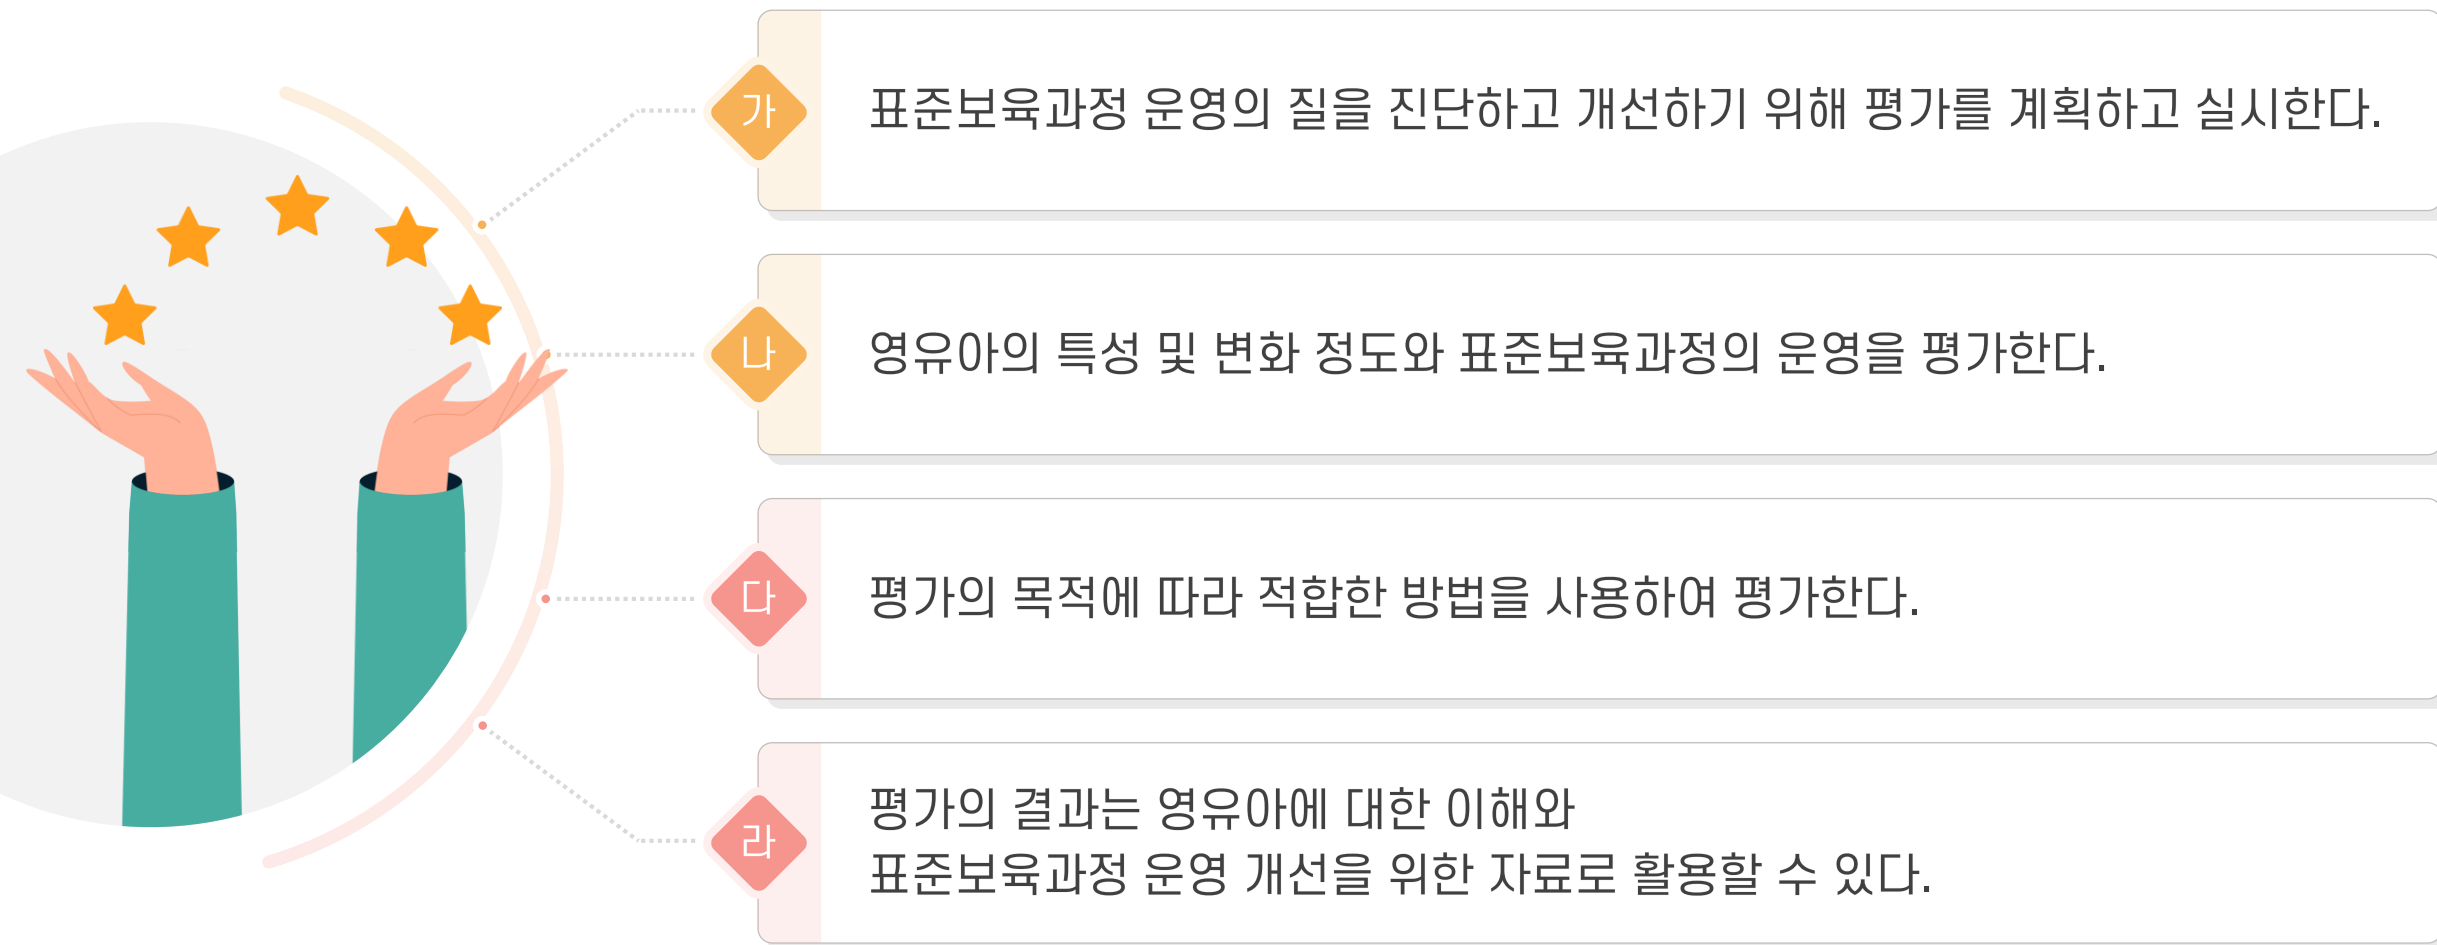 가
표준보육과정 운영의 질을 진단하고 개선하기 위해 평가를 계획하고 실시한다.
나
영유아의 특성 및 변화 정도와 표준보육과정의 운영을 평가한다.
다
평가의 목적에 따라 적합한 방법을 사용하여 평가한다.
라
평가의 결과는 영유아에 대한 이해와
표준보육과정 운영 개선을 위한 자료로 활용할 수 있다.